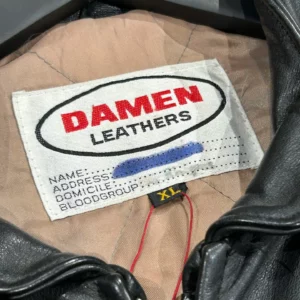 DAMEN
LEATHERS
NAME:
ADDRESS:
DOMICILE:
BLOODGROUP:
XL